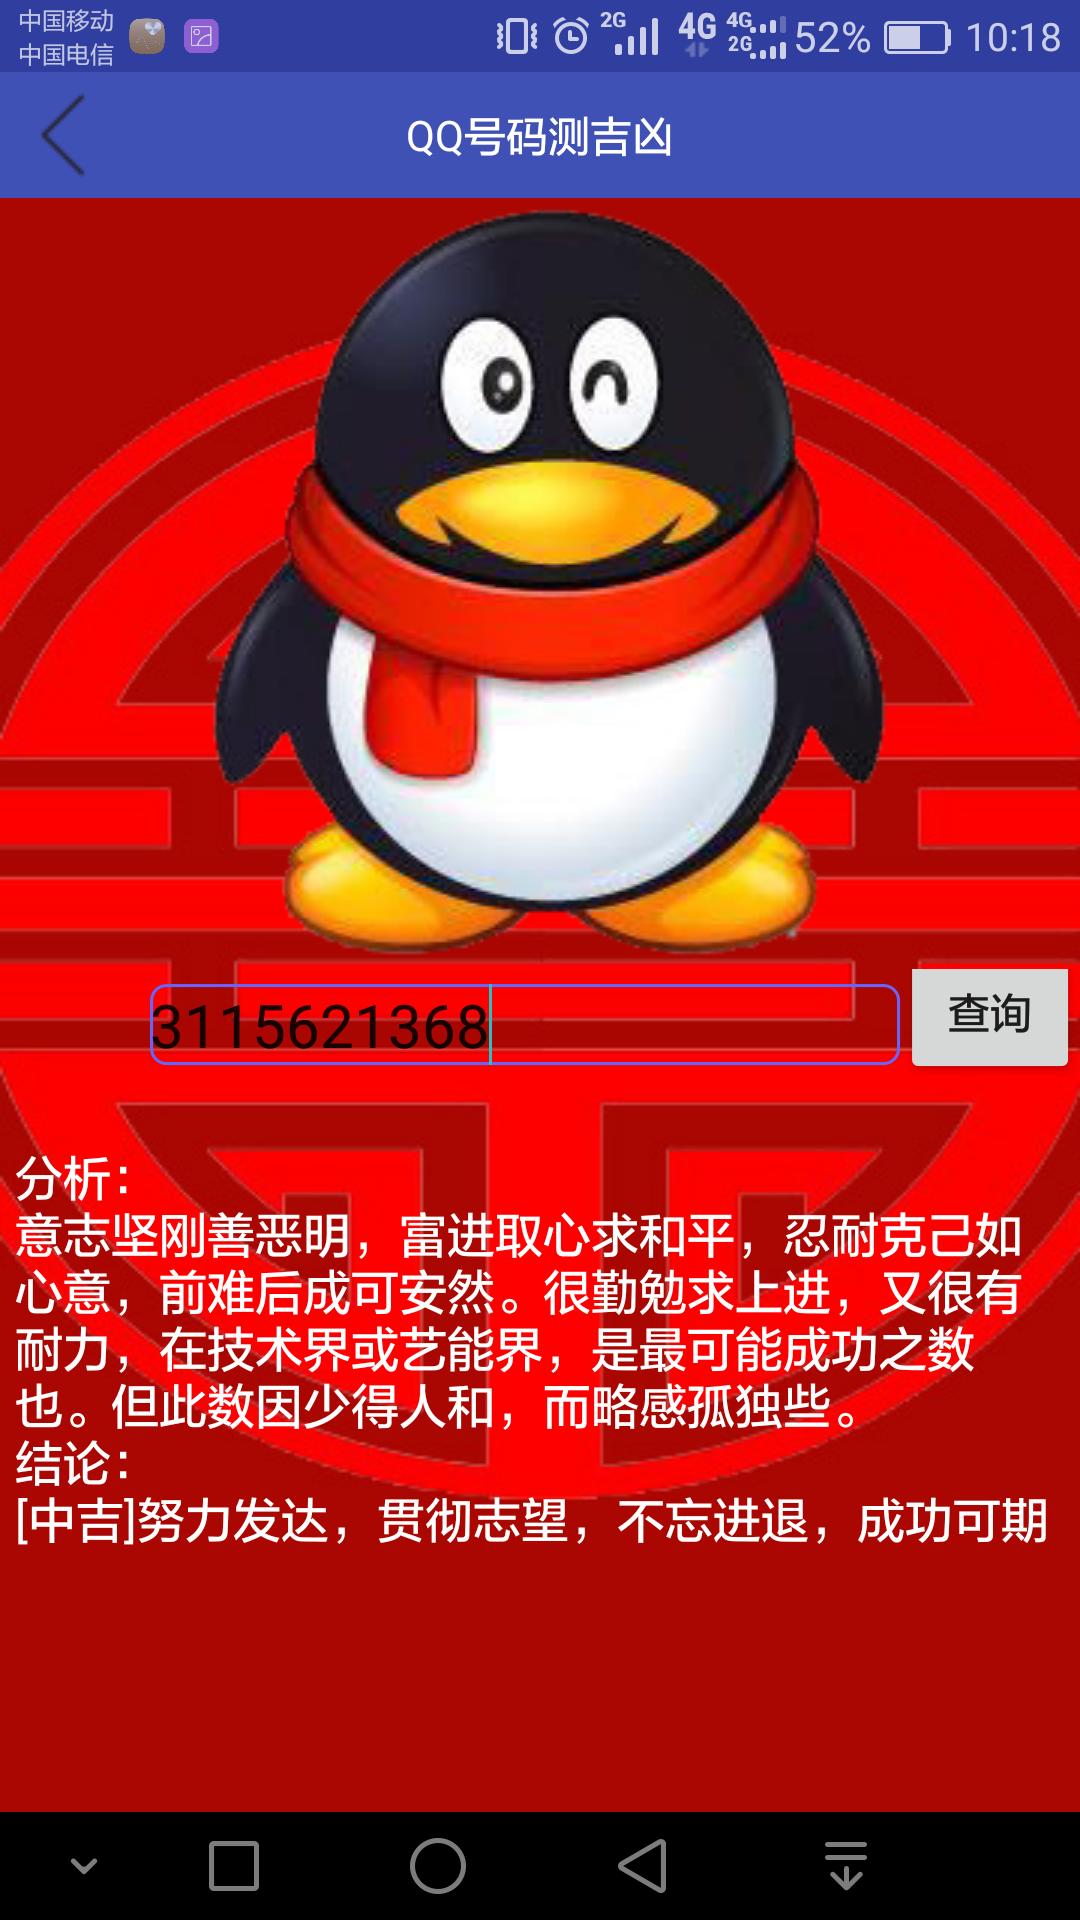 中国移动
中国电信
2G 4G 4G 2G 52% 10:18
QQ号码测吉凶
3115621368
查询
分析：
意志坚刚善恶明，富进取心求和平，忍耐克己如
心意，前难后成可安然。很勤勉求上进，又很有
耐力，在技术界或艺能界，是最可能成功之数
也。但此数因少得人和，而略感孤独些。
结论：
[中吉]努力发达，贯彻志望，不忘进退，成功可期